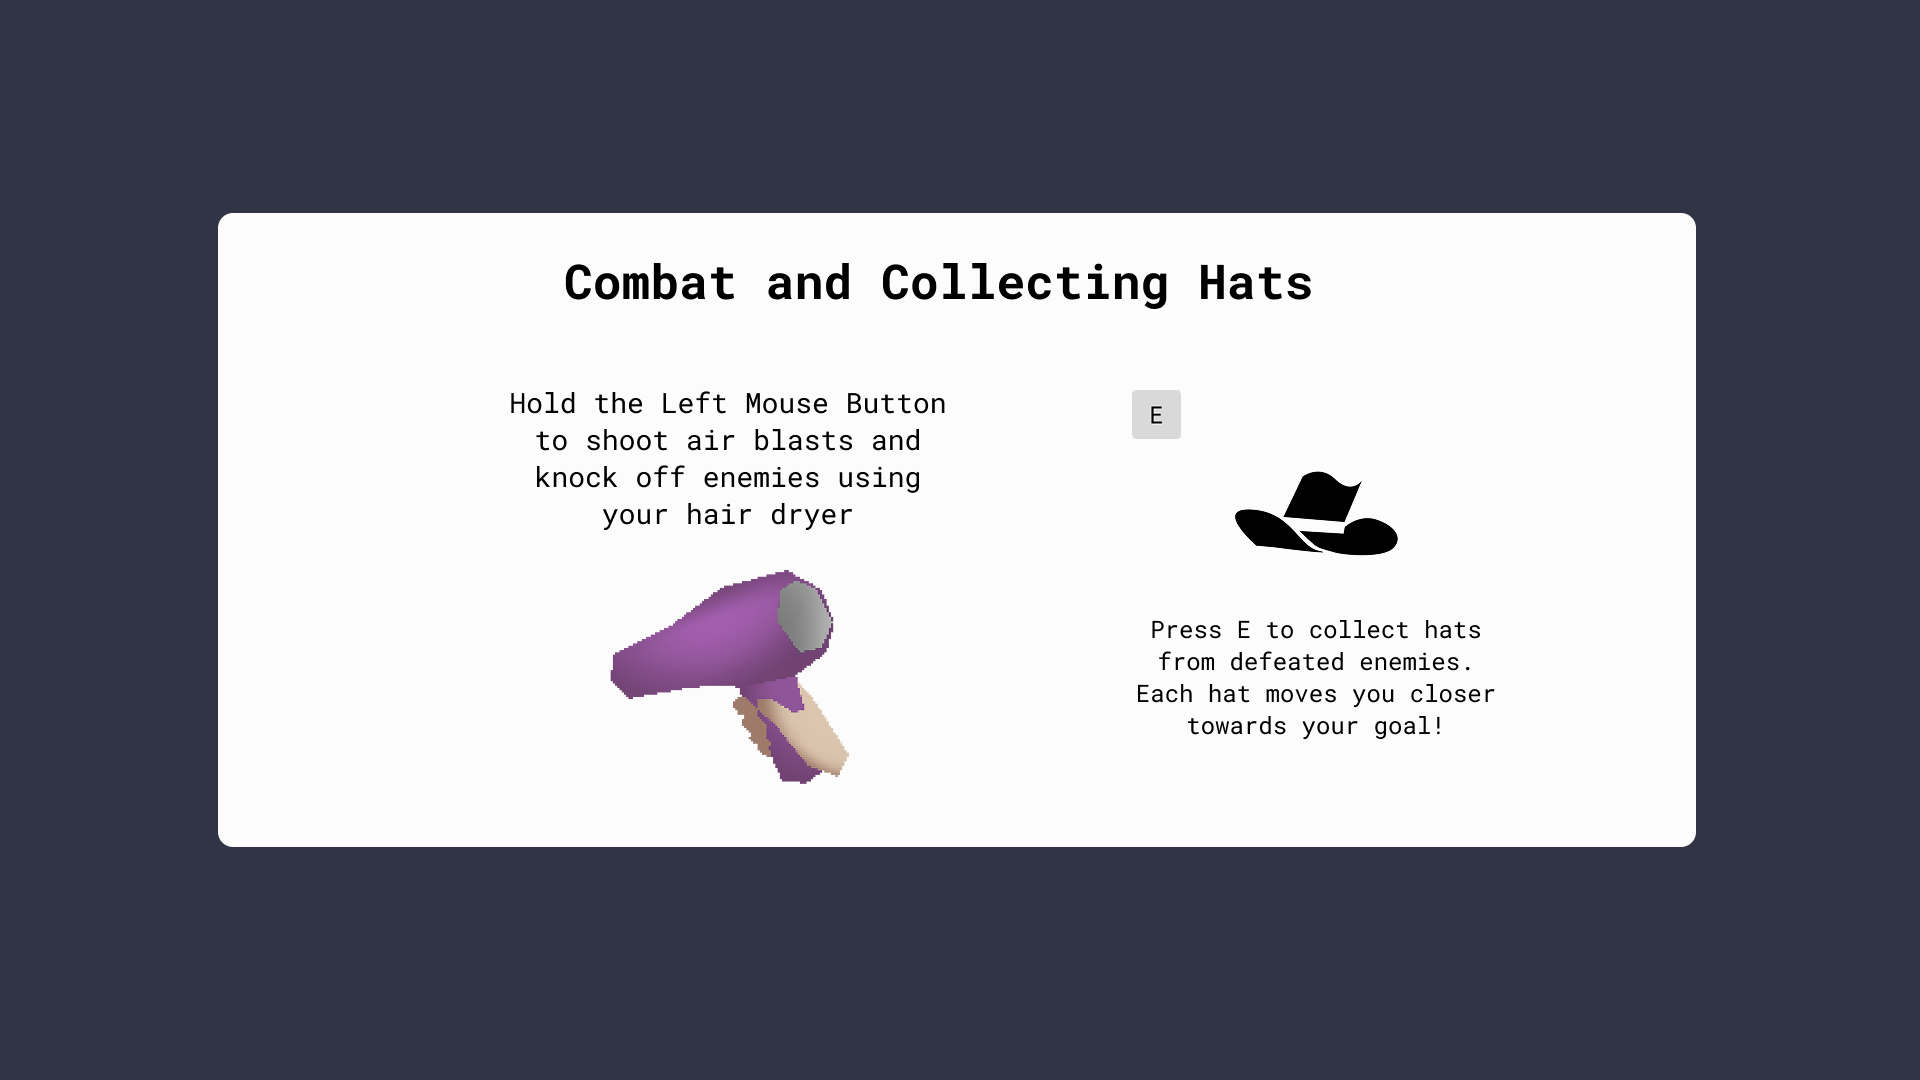 Combat and Collecting Hats
Hold the Left Mouse Button
to shoot air blasts and
knock off enemies using
your hair dryer
E
Press E to collect hats
from defeated enemies.
Each hat moves you closer
towards your goal!